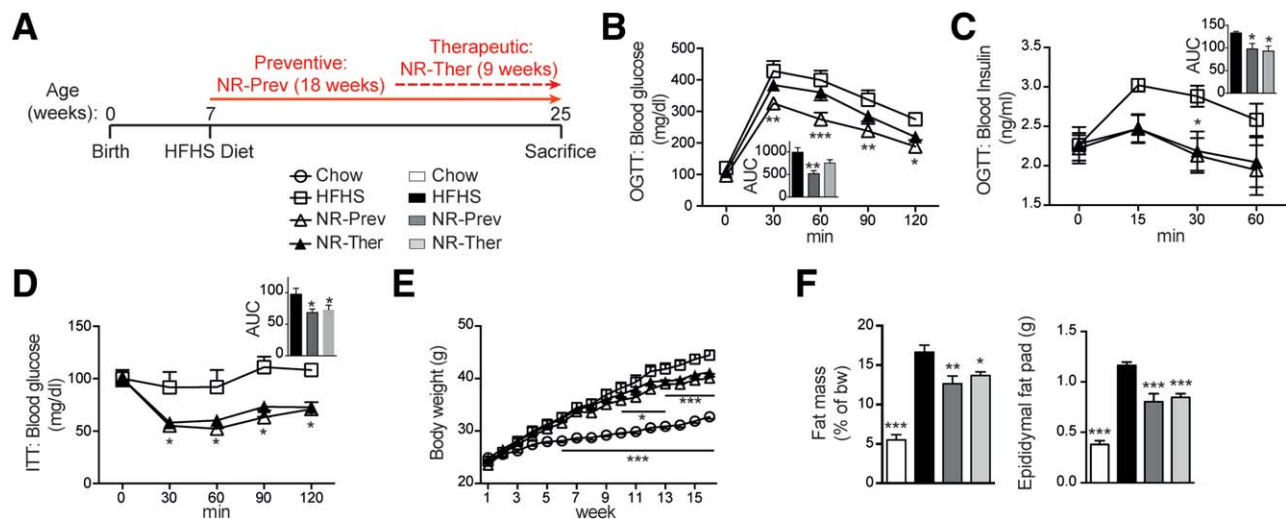 A
Therapeutic:
Preventive:
NR-Ther (9 weeks)
NR-Prev (18 weeks)
Age
(weeks): 0 7 25
Birth HFHS Diet Sacrifice
Chow Chow
HFHS HFHS
NR-Prev NR-Prev
NR-Ther NR-Ther
B
OGTT: Blood glucose
(mg/dl)
500
400
300
200
100
0
0 30 60 90 120
min
** *** ** *
AUC
1000
500
0
**
C
OGTT: Blood Insulin
(ng/ml)
3.5
3.0
2.5
2.0
1.5
0 15 30 60
min
*
AUC
150
100
50
0
* *
D
ITT: Blood glucose
(mg/dl)
150
100
50
0
0 30 60 90 120
min
* * * *
AUC
100
50
0
* *
E
Body weight (g)
50
40
30
20
1 3 5 7 9 11 13 15
week
***
*
***
F
Fat mass
(% of bw)
20
15
10
5
0
*** ** *
Epididymal fat pad (g)
1.5
1.0
0.5
0.0
*** *** ***